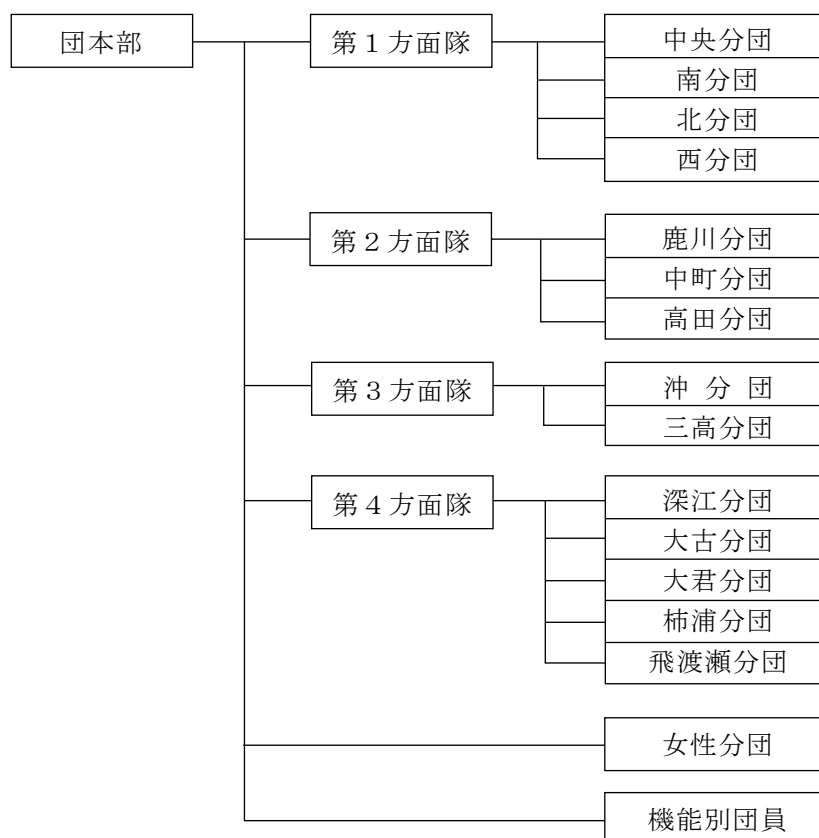 団本部
第１方面隊
中央分団
南分団
北分団
西分団
第２方面隊
鹿川分団
中町分団
高田分団
第３方面隊
沖 分 団
三高分団
第４方面隊
深江分団
大古分団
大君分団
柿浦分団
飛渡瀬分団
女性分団
機能別団員